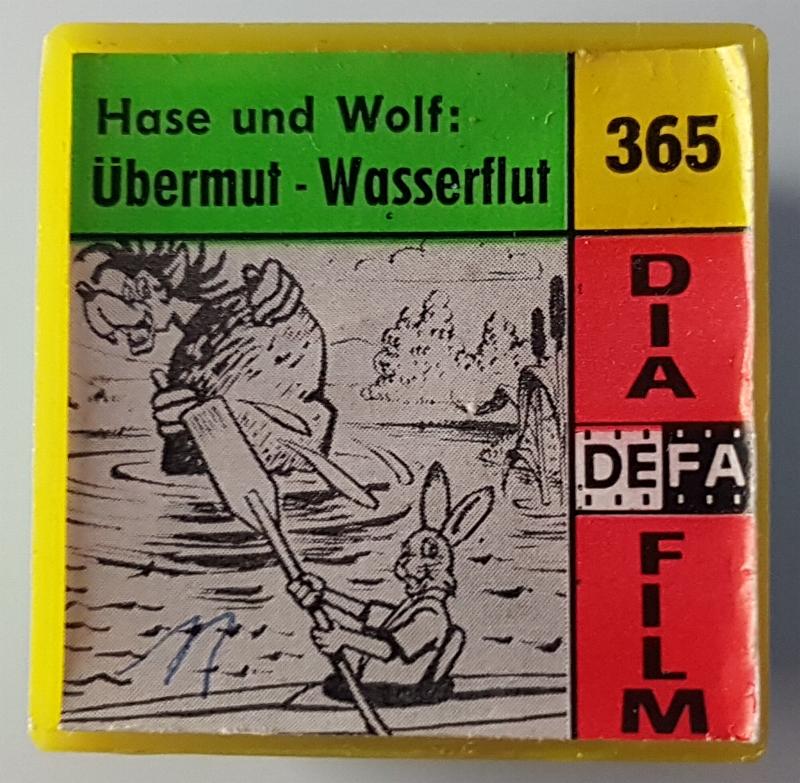 Hase und Wolf:
Übermut - Wasserflut
365
DIA
DEFA
FILM